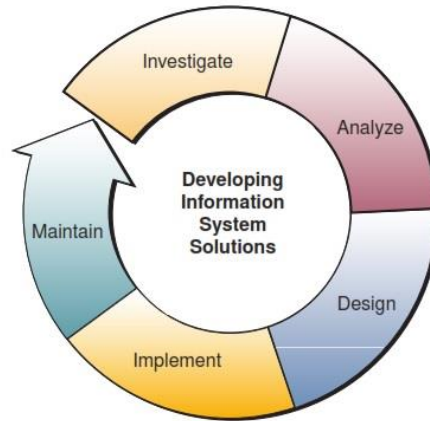 Investigate
Analyze
Developing
Information
System
Solutions
Maintain
Design
Implement